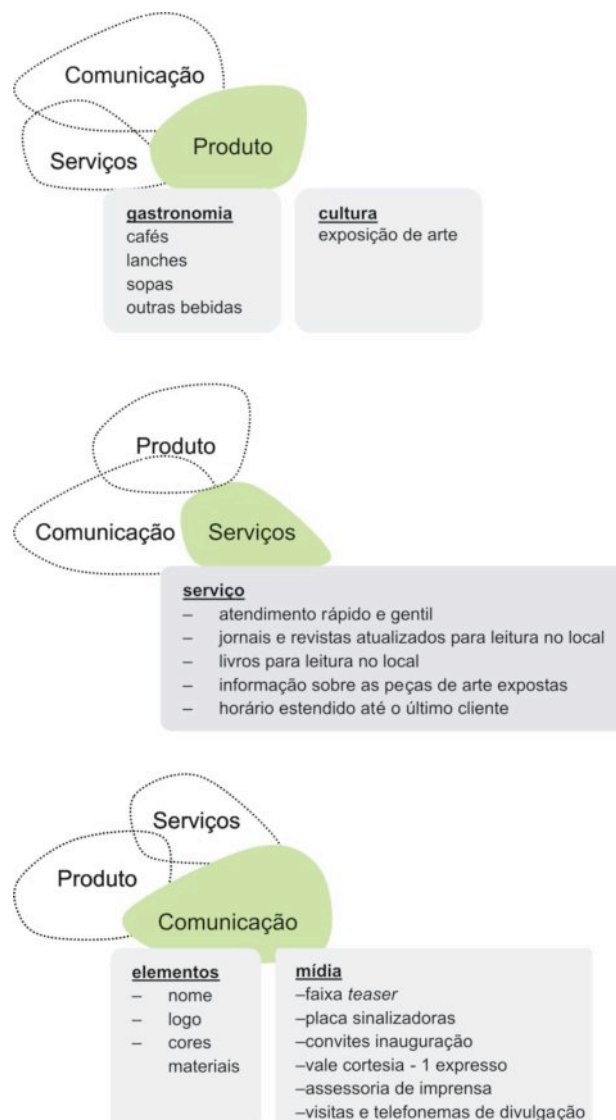 Comunicação
Serviços
Produto
gastronomia
cafés
lanches
sopas
outras bebidas
cultura
exposição de arte
Produto
Comunicação
Serviços
serviço
– atendimento rápido e gentil
– jornais e revistas atualizados para leitura no local
– livros para leitura no local
– informação sobre as peças de arte expostas
– horário estendido até o último cliente
Serviços
Produto
Comunicação
elementos
– nome
– logo
– cores
materiais
mídia
–faixa teaser
–placa sinalizadoras
–convites inauguração
–vale cortesia - 1 expresso
–assessoria de imprensa
–visitas e telefonemas de divulgação